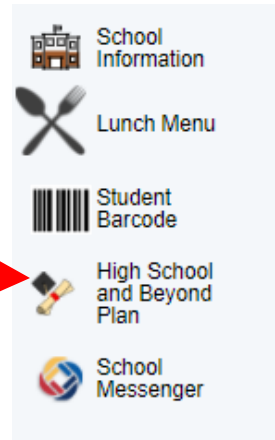 School
Information
Lunch Menu
Student
Barcode
High School
and Beyond
Plan
School
Messenger